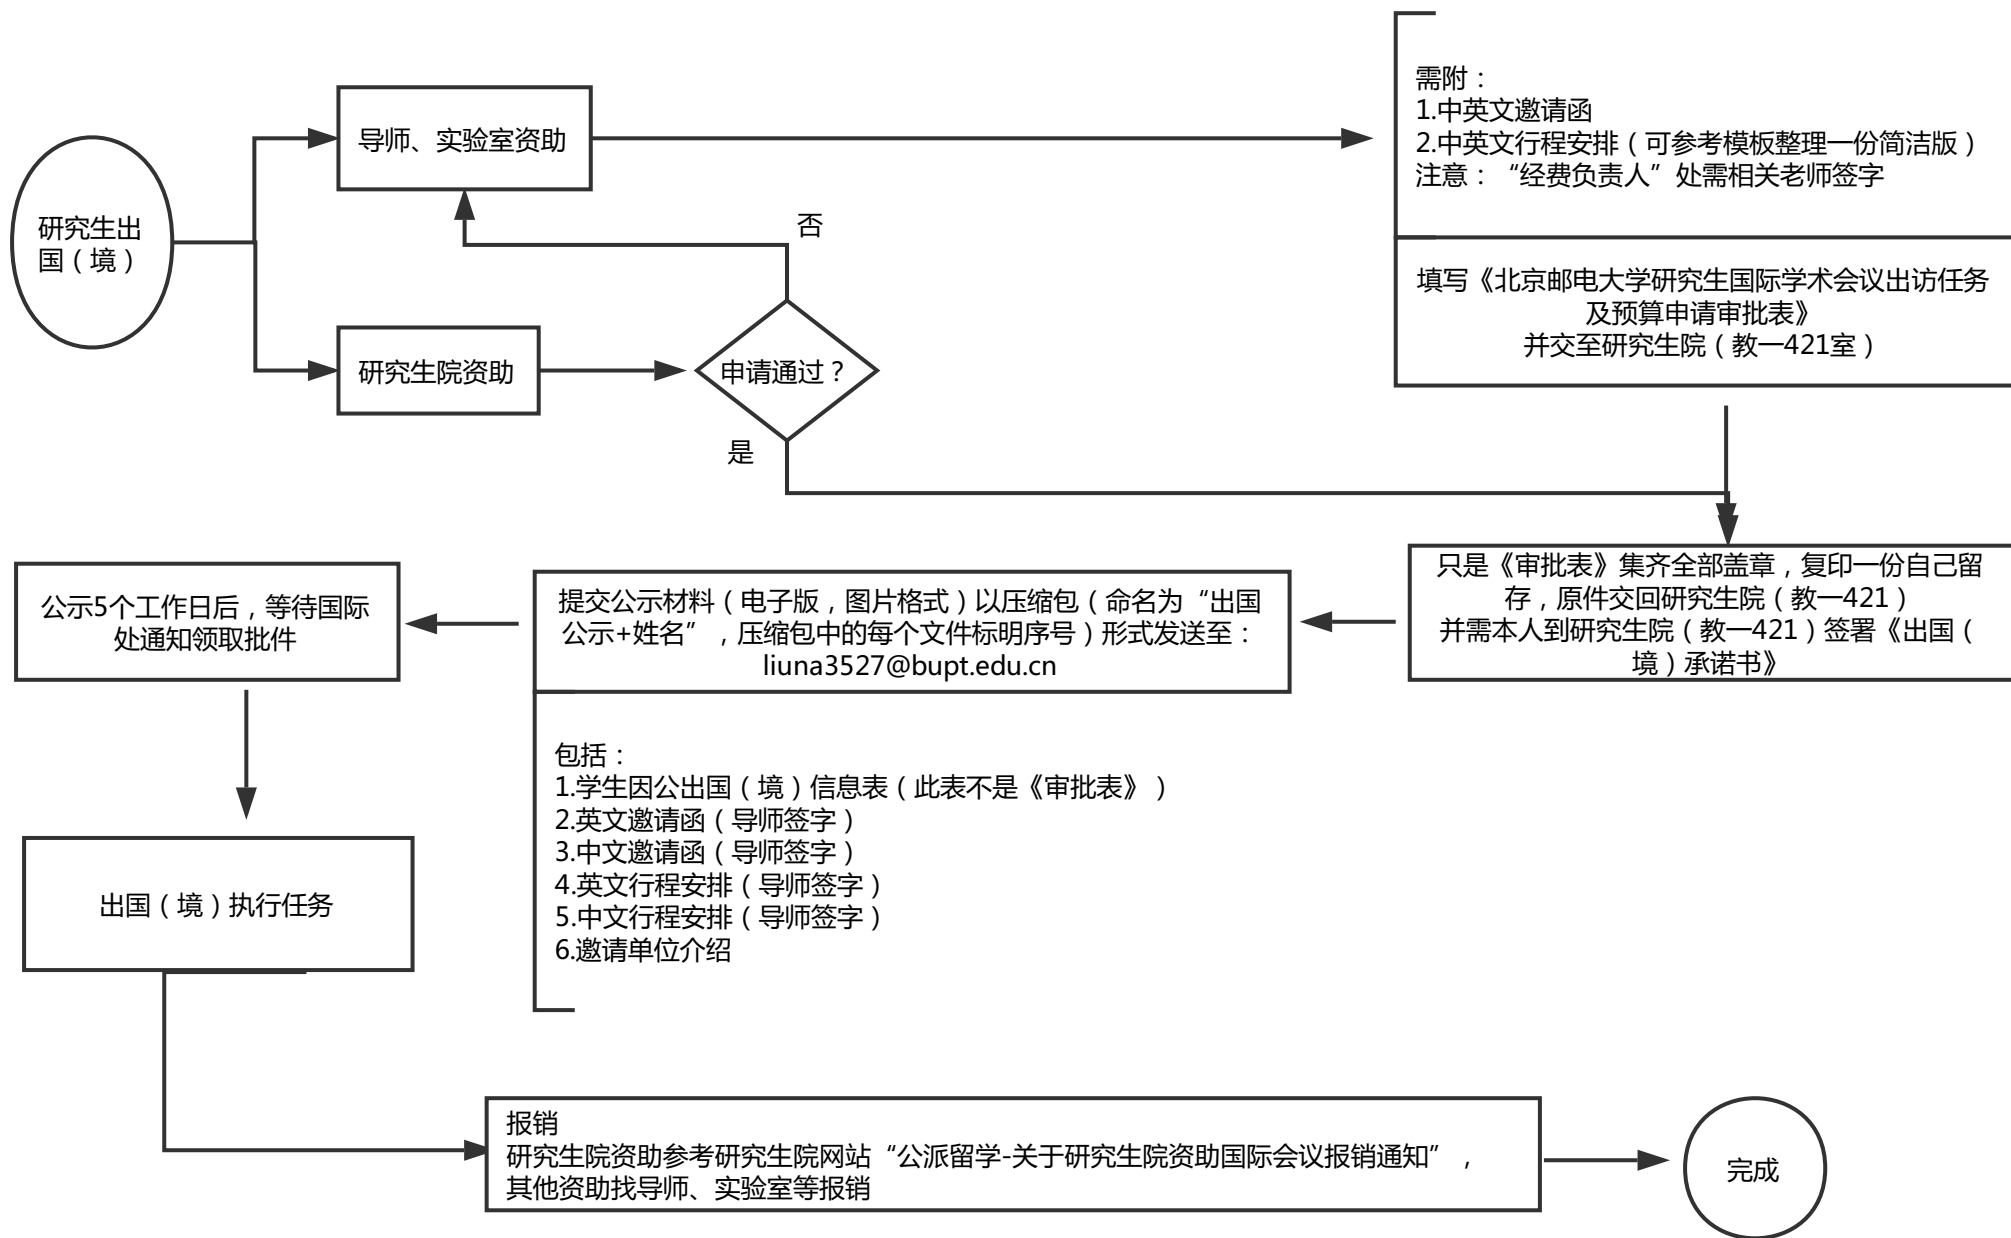 需附：
1.中英文邀请函
2.中英文行程安排（可参考模板整理一份简洁版）
注意：“经费负责人”处需相关老师签字
导师、实验室资助
研究生出
国（境）
否
填写《北京邮电大学研究生国际学术会议出访任务
及预算申请审批表》
并交至研究生院（教一421室）
研究生院资助
申请通过？
是
只是《审批表》集齐全部盖章，复印一份自己留
存，原件交回研究生院（教一421）
并需本人到研究生院（教一421）签署《出国（
境）承诺书》
提交公示材料（电子版，图片格式）以压缩包（命名为“出国
公示+姓名”，压缩包中的每个文件标明序号）形式发送至：
liuna3527@bupt.edu.cn
公示5个工作日后，等待国际
处通知领取批件
包括：
1.学生因公出国（境）信息表（此表不是《审批表》）
2.英文邀请函（导师签字）
3.中文邀请函（导师签字）
4.英文行程安排（导师签字）
5.中文行程安排（导师签字）
6.邀请单位介绍
出国（境）执行任务
报销
研究生院资助参考研究生院网站“公派留学-关于研究生院资助国际会议报销通知”，
其他资助找导师、实验室等报销
完成